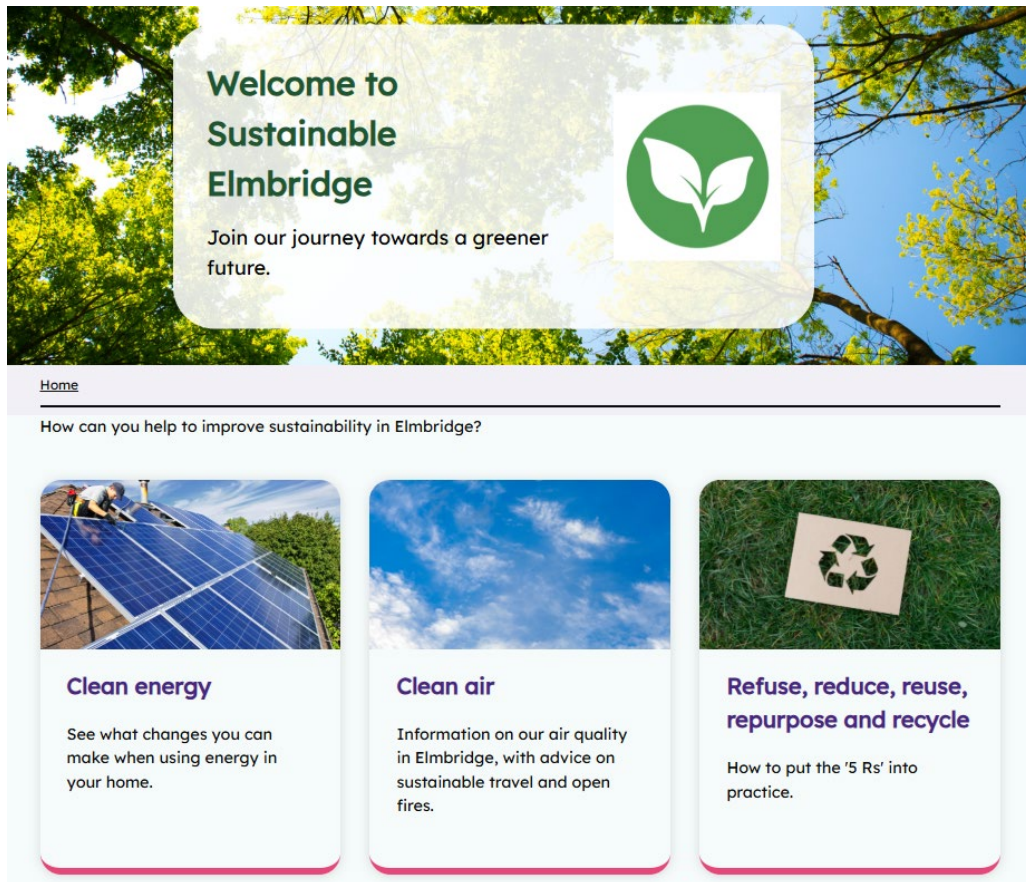 Welcome to
Sustainable
Elmbridge
Join our journey towards a greener
future.
Home
How can you help to improve sustainability in Elmbridge?
Clean energy
See what changes you can
make when using energy in
your home.
Clean air
Information on our air quality
in Elmbridge, with advice on
sustainable travel and open
fires.
Refuse, reduce, reuse,
repurpose and recycle
How to put the '5 Rs' into
practice.